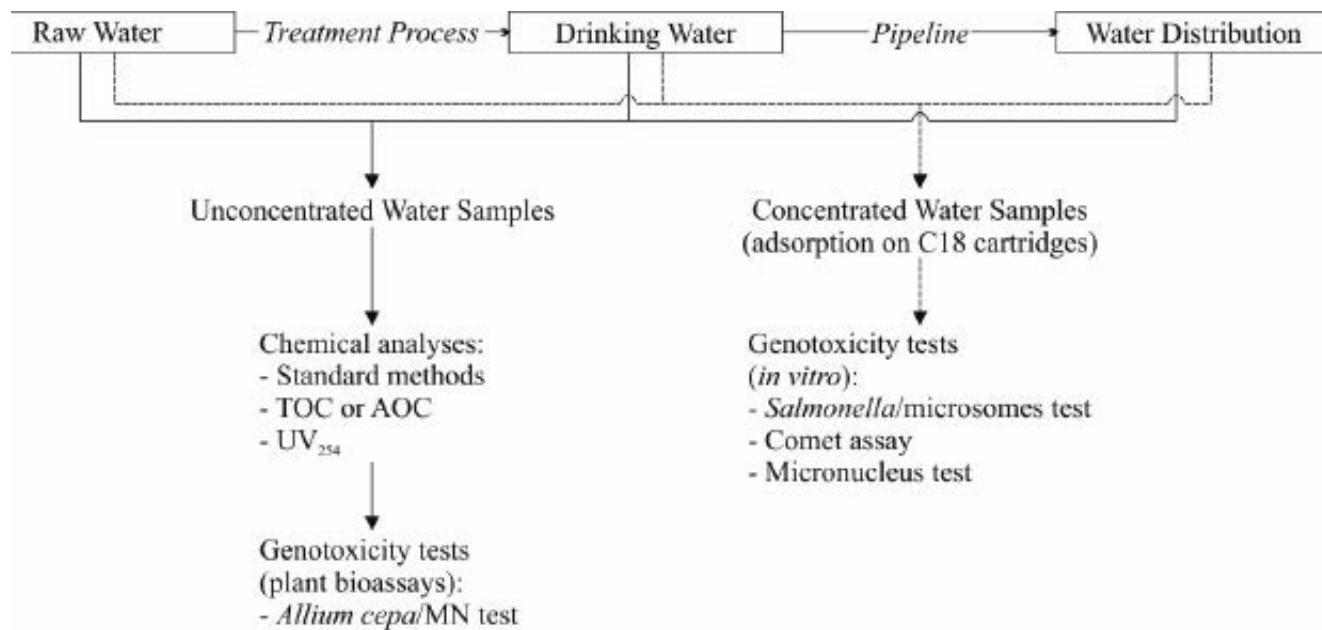 Raw Water
Treatment Process
Drinking Water
Pipeline
Water Distribution
Unconcentrated Water Samples
Concentrated Water Samples
(adsorption on C18 cartridges)
Chemical analyses:
- Standard methods
- TOC or AOC
- UV254
Genotoxicity tests
(in vitro):
- Salmonella/microsomes test
- Comet assay
- Micronucleus test
Genotoxicity tests
(plant bioassays):
- Allium cepa/MN test